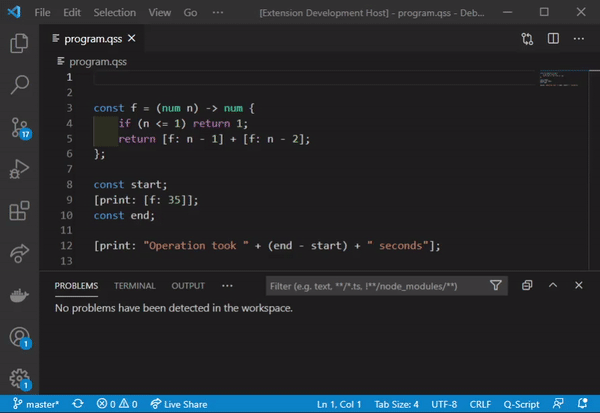 File Edit Selection View Go ··· [Extension Development Host] - program.qss - Deb...
program.qss
program.qss
1
2
3 const f = (num n) -> num {
4 if (n <= 1) return 1;
5 return [f: n - 1] + [f: n - 2];
6 };
7
8 const start;
9 [print: [f: 35]];
10 const end;
11
12 [print: "Operation took " + (end - start) + " seconds"];
13
17
1
1
PROBLEMS TERMINAL OUTPUT ··· Filter (e.g. text, **/*.ts, !**/node_modules/**)
No problems have been detected in the workspace.
master* 0 0 Live Share Ln 1, Col 1 Tab Size: 4 UTF-8 CRLF Q-Script